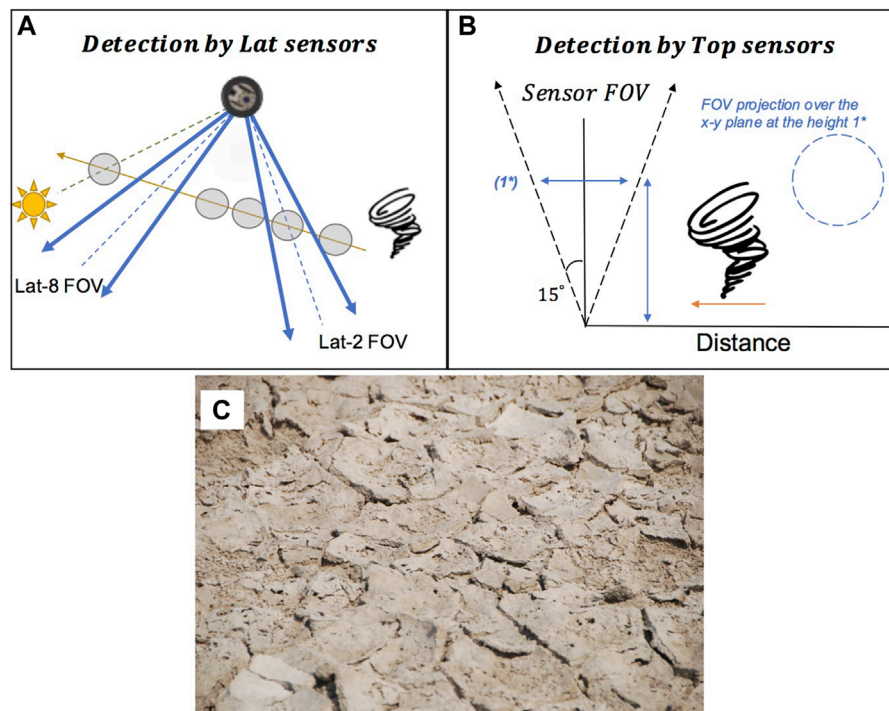 A
Detection by Lat sensors
Lat-8 FOV
Lat-2 FOV
B
Detection by Top sensors
Sensor FOV
FOV projection over the
x-y plane at the height 1*
(1*)
15°
Distance
C